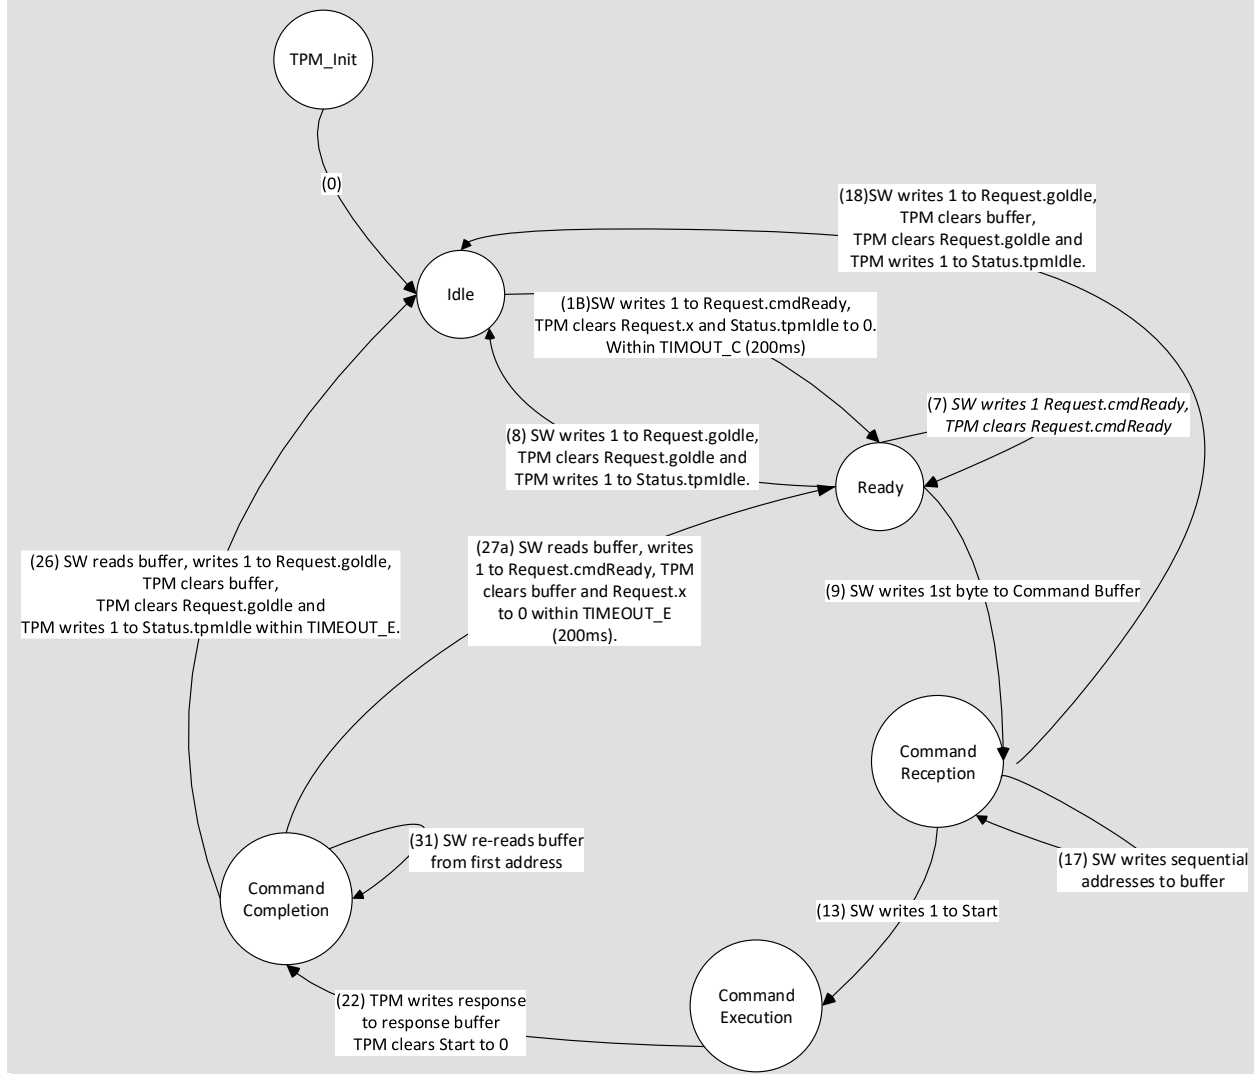 TPM_Init
(0)
(18)SW writes 1 to Request.goIdle,
TPM clears buffer,
TPM clears Request.goIdle and
TPM writes 1 to Status.tpmIdle.
Idle
(1B)SW writes 1 to Request.cmdReady,
TPM clears Request.x and Status.tpmIdle to 0.
Within TIMOUT_C (200ms)
(7) SW writes 1 Request.cmdReady,
TPM clears Request.cmdReady
(8) SW writes 1 to Request.goIdle,
TPM clears Request.goIdle and
TPM writes 1 to Status.tpmIdle.
Ready
(26) SW reads buffer, writes 1 to Request.goIdle,
TPM clears buffer,
TPM clears Request.goIdle and
TPM writes 1 to Status.tpmIdle within TIMEOUT_E.
(27a) SW reads buffer, writes
1 to Request.cmdReady, TPM
clears buffer and Request.x
to 0 within TIMEOUT_E
(200ms).
(9) SW writes 1st byte to Command Buffer
Command
Reception
(31) SW re-reads buffer
from first address
(17) SW writes sequential
addresses to buffer
Command
Completion
(13) SW writes 1 to Start
(22) TPM writes response
to response buffer
TPM clears Start to 0
Command
Execution